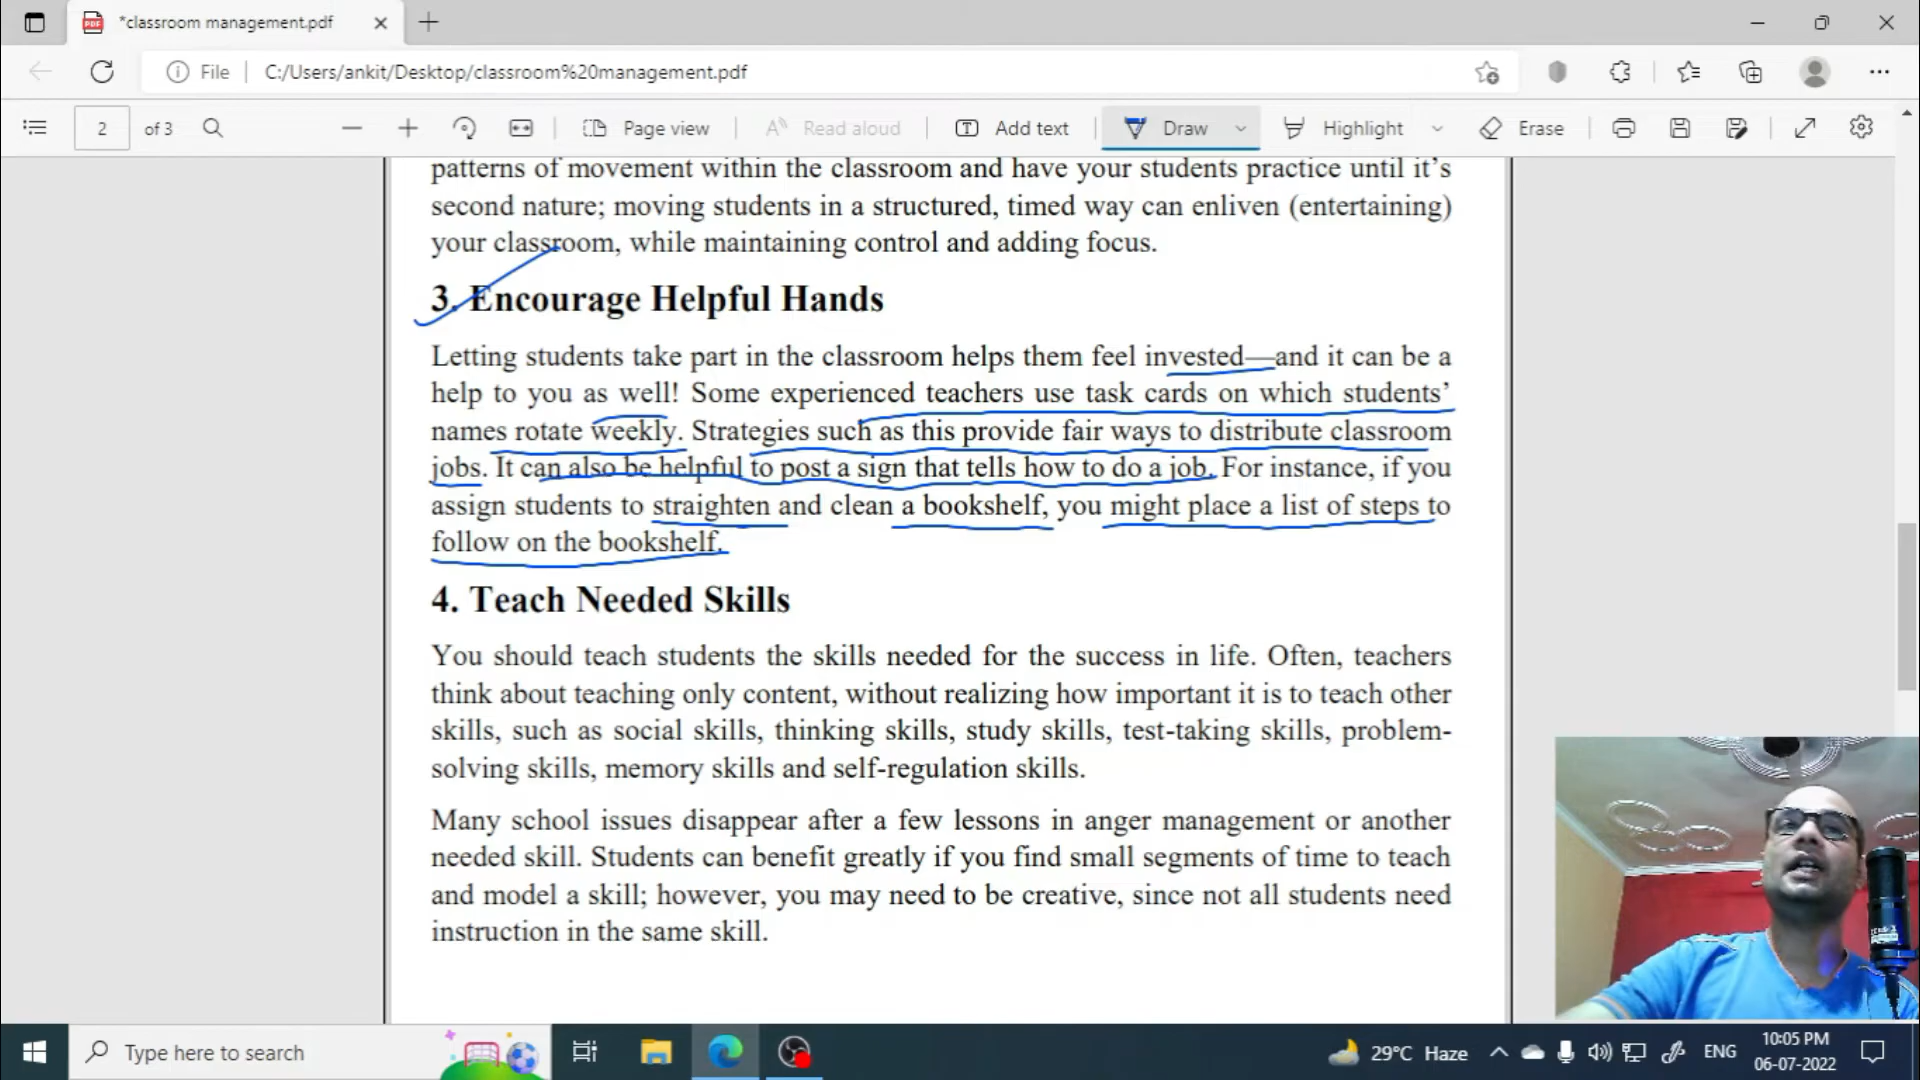 *classroom management.pdf
File
C:/Users/ankit/Desktop/classroom%20management.pdf
2 of 3
Page view
Read aloud
Add text
Draw
Highlight
Erase
patterns of movement within the classroom and have your students practice until it’s
second nature; moving students in a structured, timed way can enliven (entertaining)
your classroom, while maintaining control and adding focus.
3. Encourage Helpful Hands
Letting students take part in the classroom helps them feel invested—and it can be a
help to you as well! Some experienced teachers use task cards on which students’
names rotate weekly. Strategies such as this provide fair ways to distribute classroom
jobs. It can also be helpful to post a sign that tells how to do a job. For instance, if you
assign students to straighten and clean a bookshelf, you might place a list of steps to
follow on the bookshelf.
4. Teach Needed Skills
You should teach students the skills needed for the success in life. Often, teachers
think about teaching only content, without realizing how important it is to teach other
skills, such as social skills, thinking skills, study skills, test-taking skills, problem-
solving skills, memory skills and self-regulation skills.
Many school issues disappear after a few lessons in anger management or another
needed skill. Students can benefit greatly if you find small segments of time to teach
and model a skill; however, you may need to be creative, since not all students need
instruction in the same skill.
Type here to search
29°C Haze
ENG
10:05 PM
06-07-2022